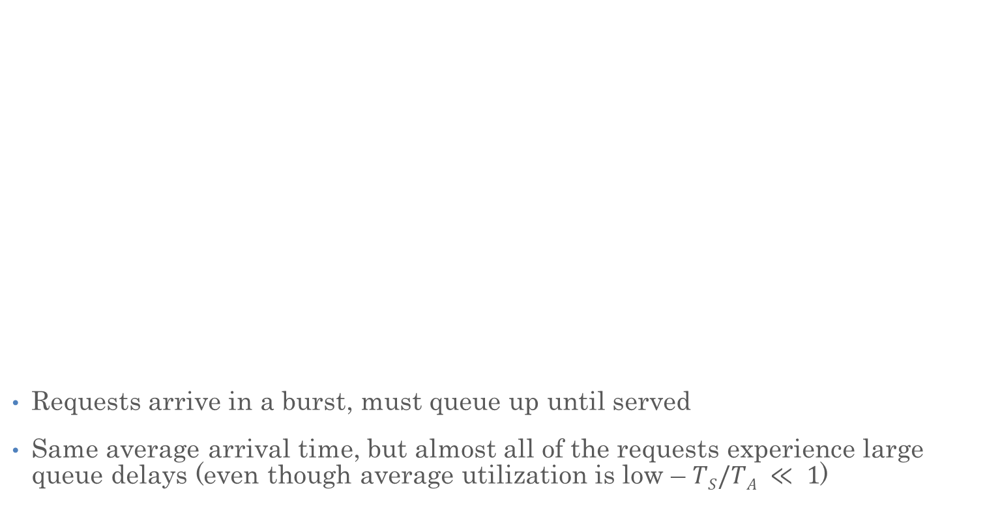 • Requests arrive in a burst, must queue up until served
• Same average arrival time, but almost all of the requests experience large
queue delays (even though average utilization is low – T_S/T_A ≪ 1)